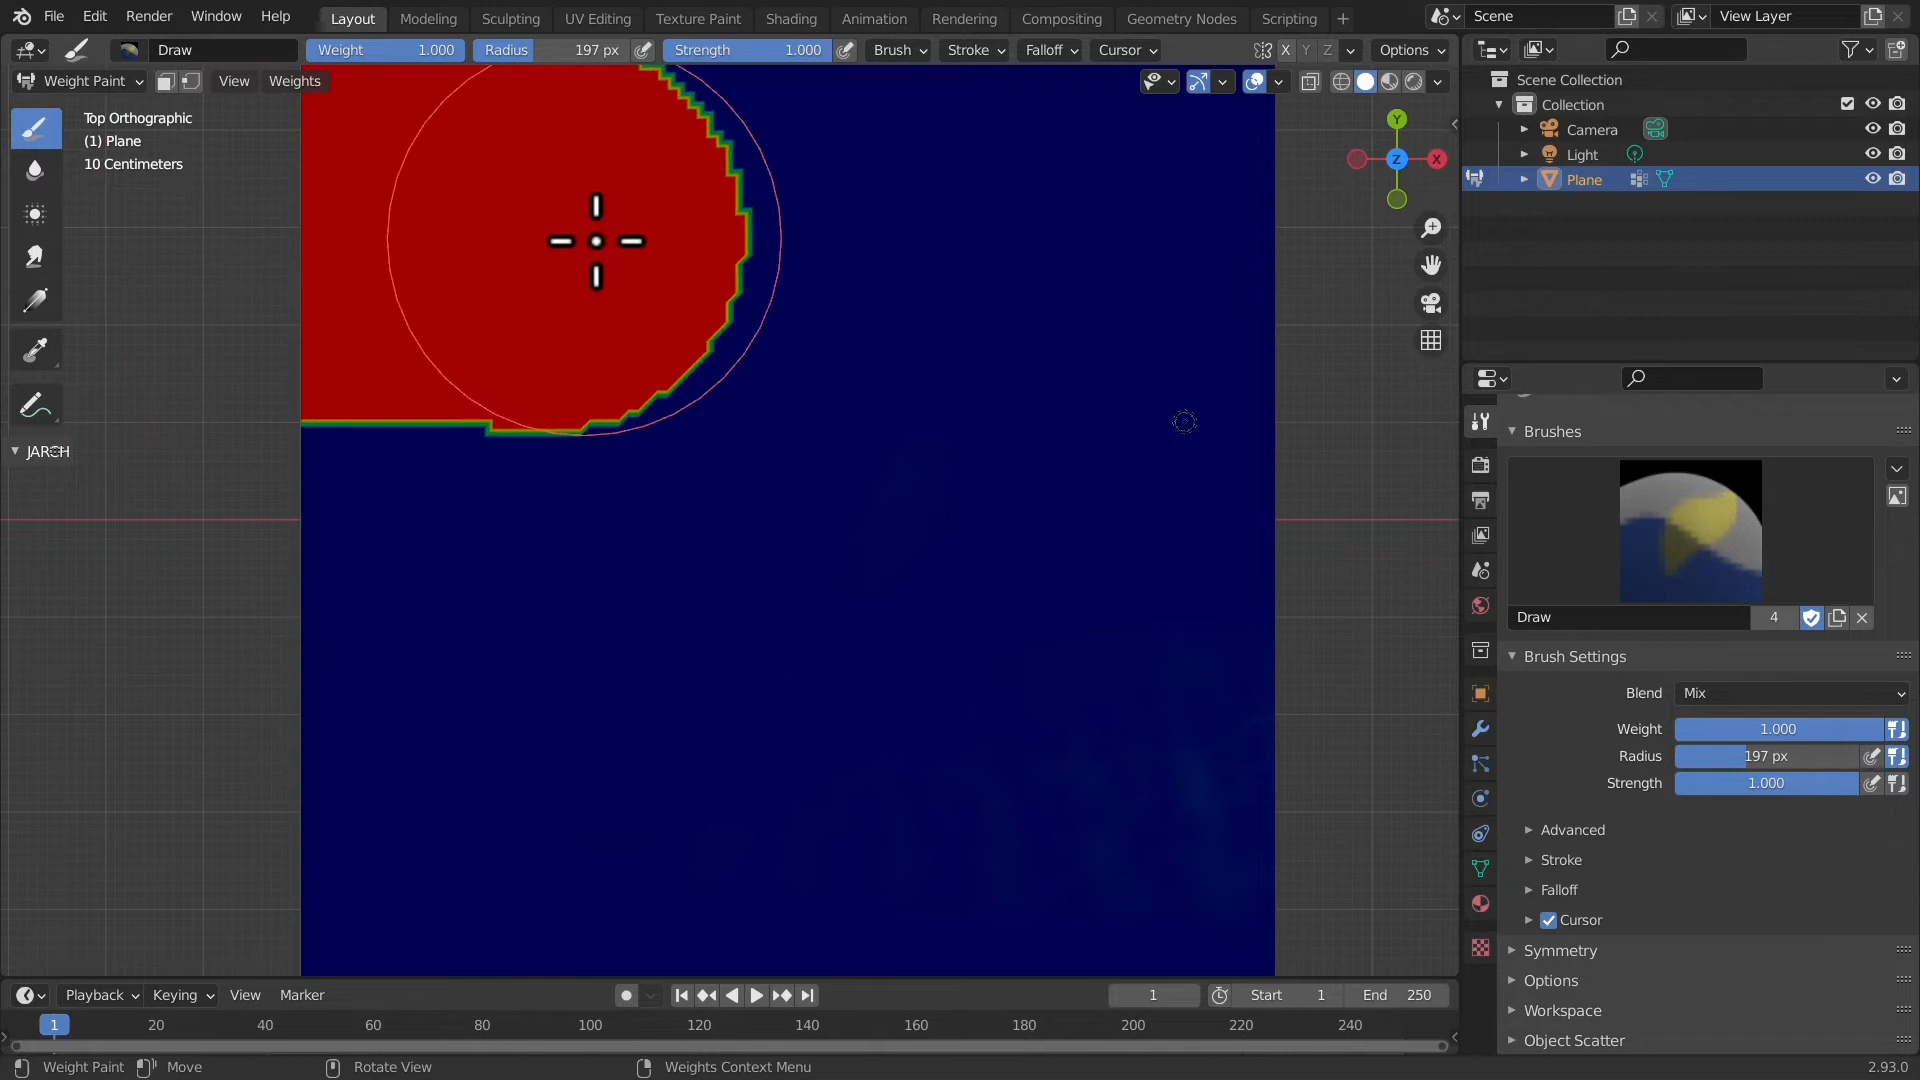 File Edit Render Window Help Layout Modeling Sculpting UV Editing Texture Paint Shading Animation Rendering Compositing Geometry Nodes Scripting + Scene View Layer
Draw Weight 1.000 Radius 197 px Strength 1.000 Brush Stroke Falloff Cursor X Y Z Options
Weight Paint View Weights
Scene Collection
Collection
Camera
Light
Plane
Top Orthographic
(1) Plane
10 Centimeters
Y
Z X
JARCH
Brushes
Draw 4
Brush Settings
Blend Mix
Weight 1.000
Radius 197 px
Strength 1.000
Advanced
Stroke
Falloff
Cursor
Symmetry
Options
Workspace
Object Scatter
Playback Keying View Marker 1 Start 1 End 250
1 20 40 60 80 100 120 140 160 180 200 220 240
Weight Paint Move Rotate View Weights Context Menu 2.93.0